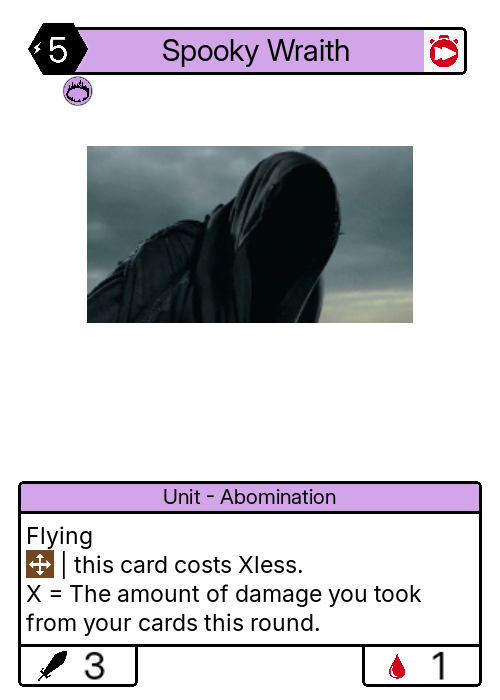 5
Spooky Wraith
Unit - Abomination
Flying
| this card costs Xless.
X = The amount of damage you took
from your cards this round.
3
1